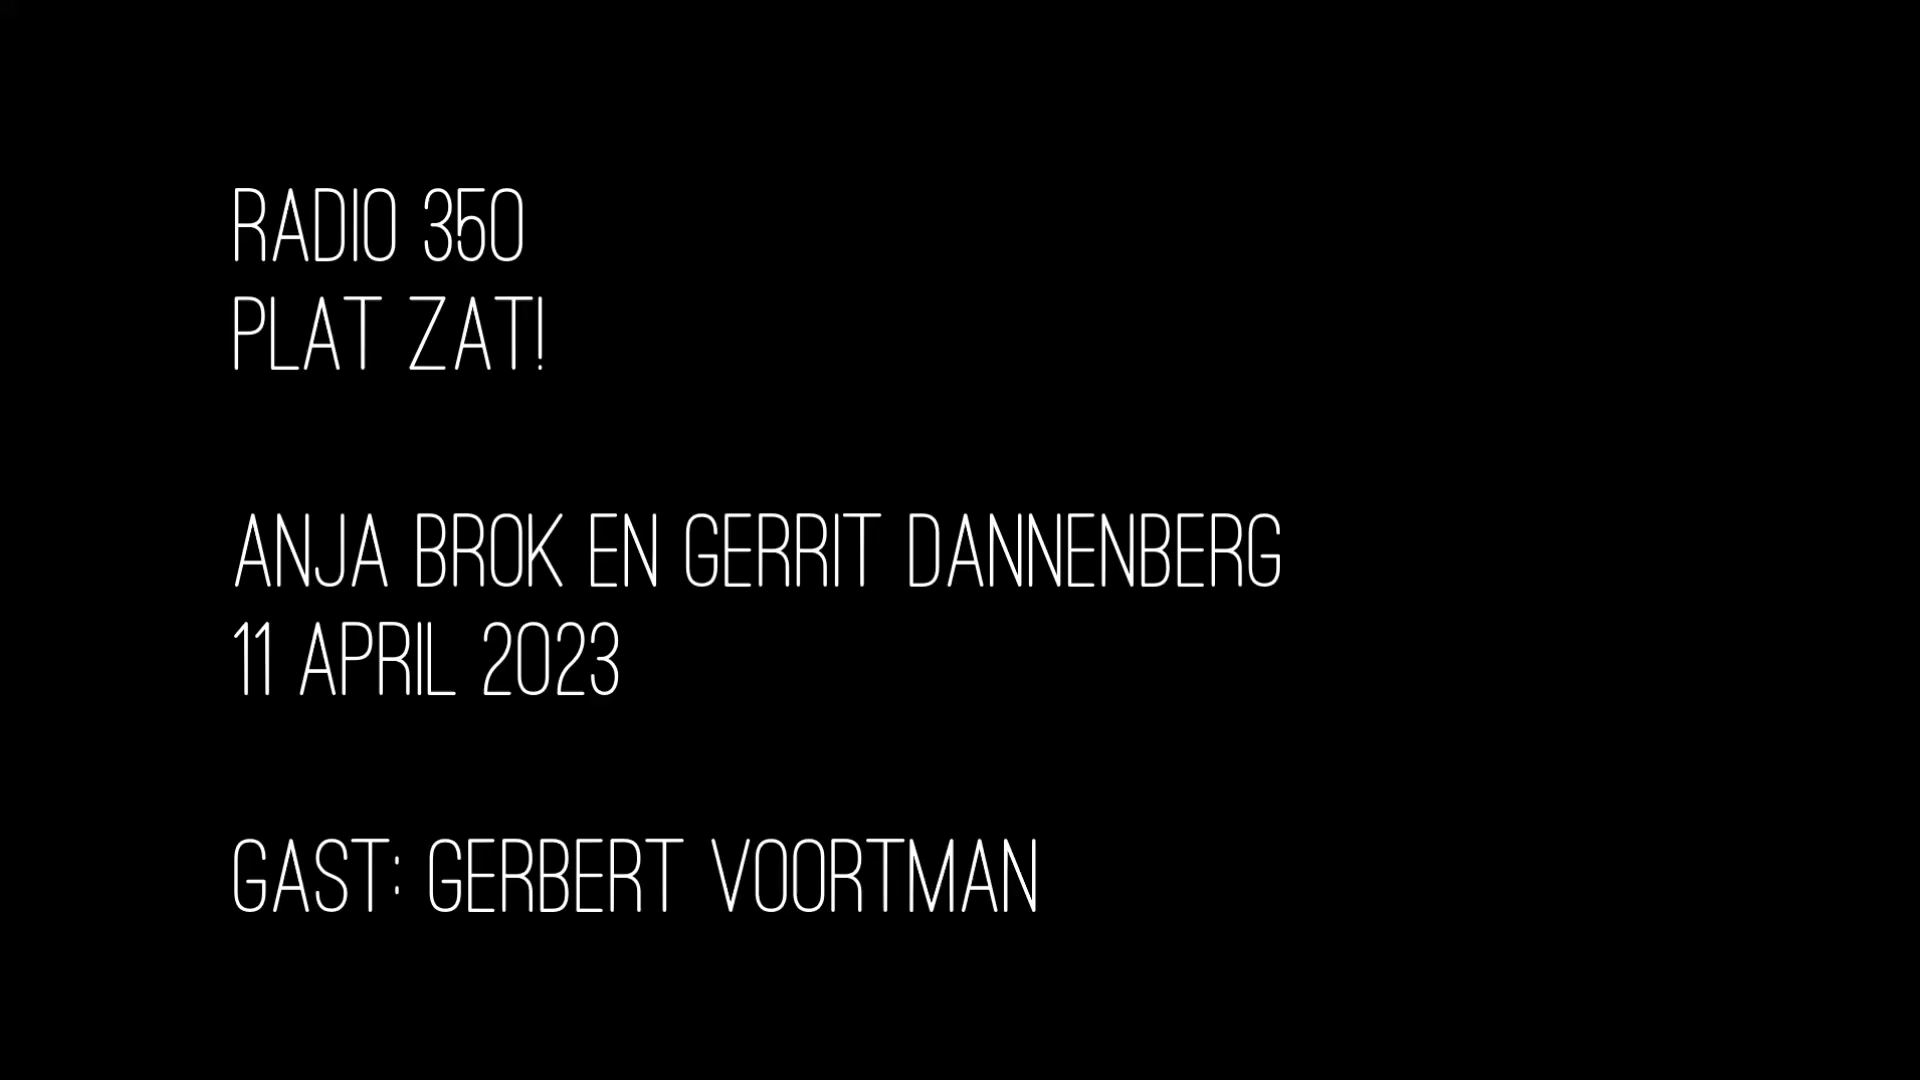 RADIO 350
PLAT ZAT!
ANJA BROK EN GERRIT DANNENBERG
11 APRIL 2023
GAST: GERBERT VOORTMAN